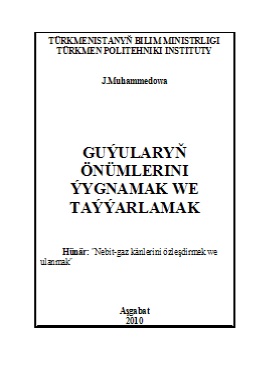 TÜRKMENISTANYŇ BILIM MINISTRLIGI
TÜRKMEN POLITEHNIKI INSTITUTY
J.Muhammedowa
GUÝULARYŇ
ÖNÜMLERINI
ÝYGNAMAK WE
TAÝÝARLAMAK
Hünär: "Nebit-gaz känlerini özleşdirmek we
ulanmak"
Aşgabat
2010